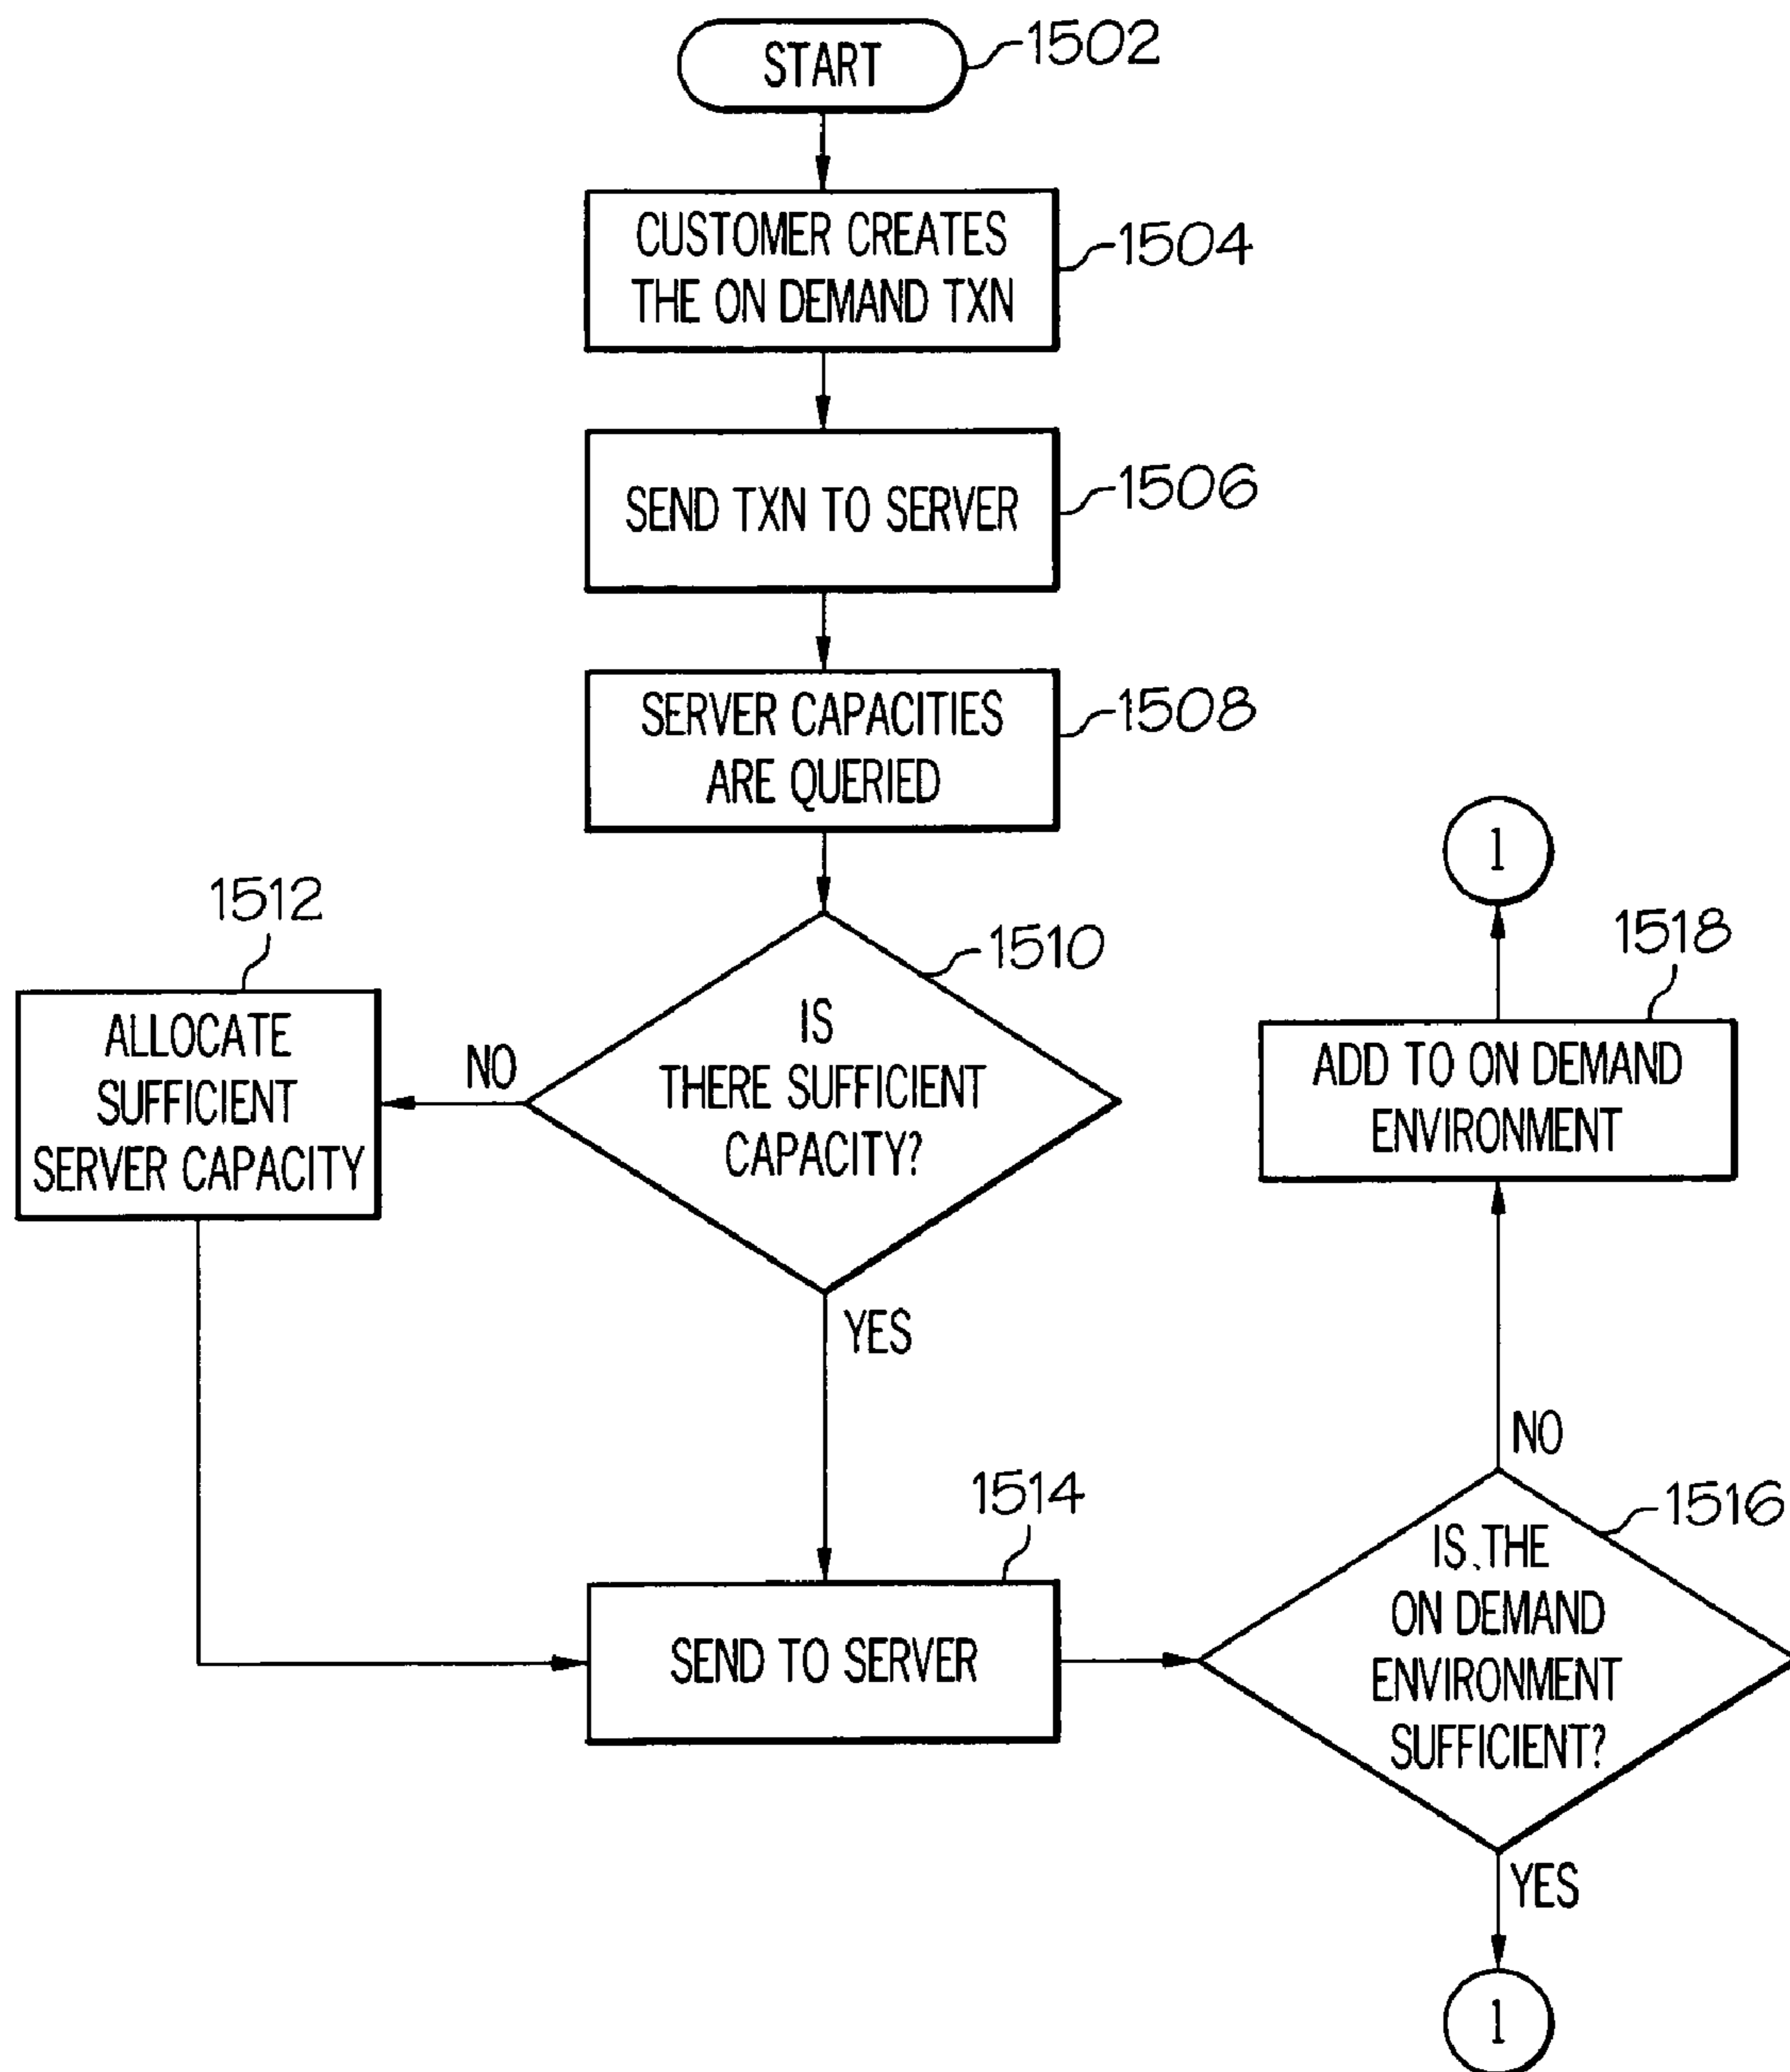 START
1502
CUSTOMER CREATES
THE ON DEMAND TXN
1504
SEND TXN TO SERVER
1506
SERVER CAPACITIES
ARE QUERIED
1508
1510
IS
THERE SUFFICIENT
CAPACITY?
NO
YES
1512
ALLOCATE
SUFFICIENT
SERVER CAPACITY
1514
SEND TO SERVER
1516
IS THE
ON DEMAND
ENVIRONMENT
SUFFICIENT?
NO
1518
ADD TO ON DEMAND
ENVIRONMENT
1
YES
1